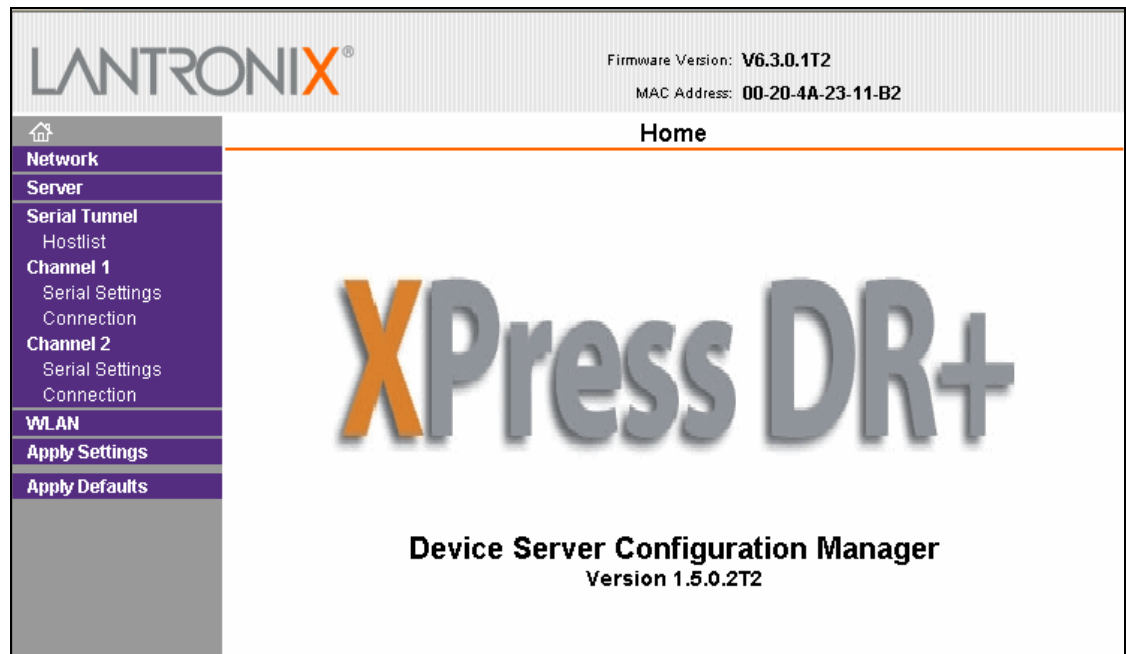 LANTRONIX®
Firmware Version: V6.3.0.1T2
MAC Address: 00-20-4A-23-11-B2
Home
Network
Server
Serial Tunnel
Hostlist
Channel 1
Serial Settings
Connection
Channel 2
Serial Settings
Connection
WLAN
Apply Settings
Apply Defaults
XPress DR+
Device Server Configuration Manager
Version 1.5.0.2T2